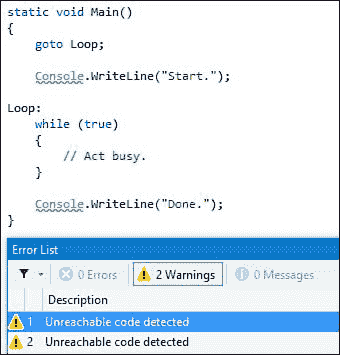 static void Main()
{
    goto Loop;
    Console.WriteLine("Start.");
Loop:
    while (true)
    {
        // Act busy.
    }
    Console.WriteLine("Done.");
}
Error List
0 Errors 2 Warnings 0 Messages
Description
1 Unreachable code detected
2 Unreachable code detected